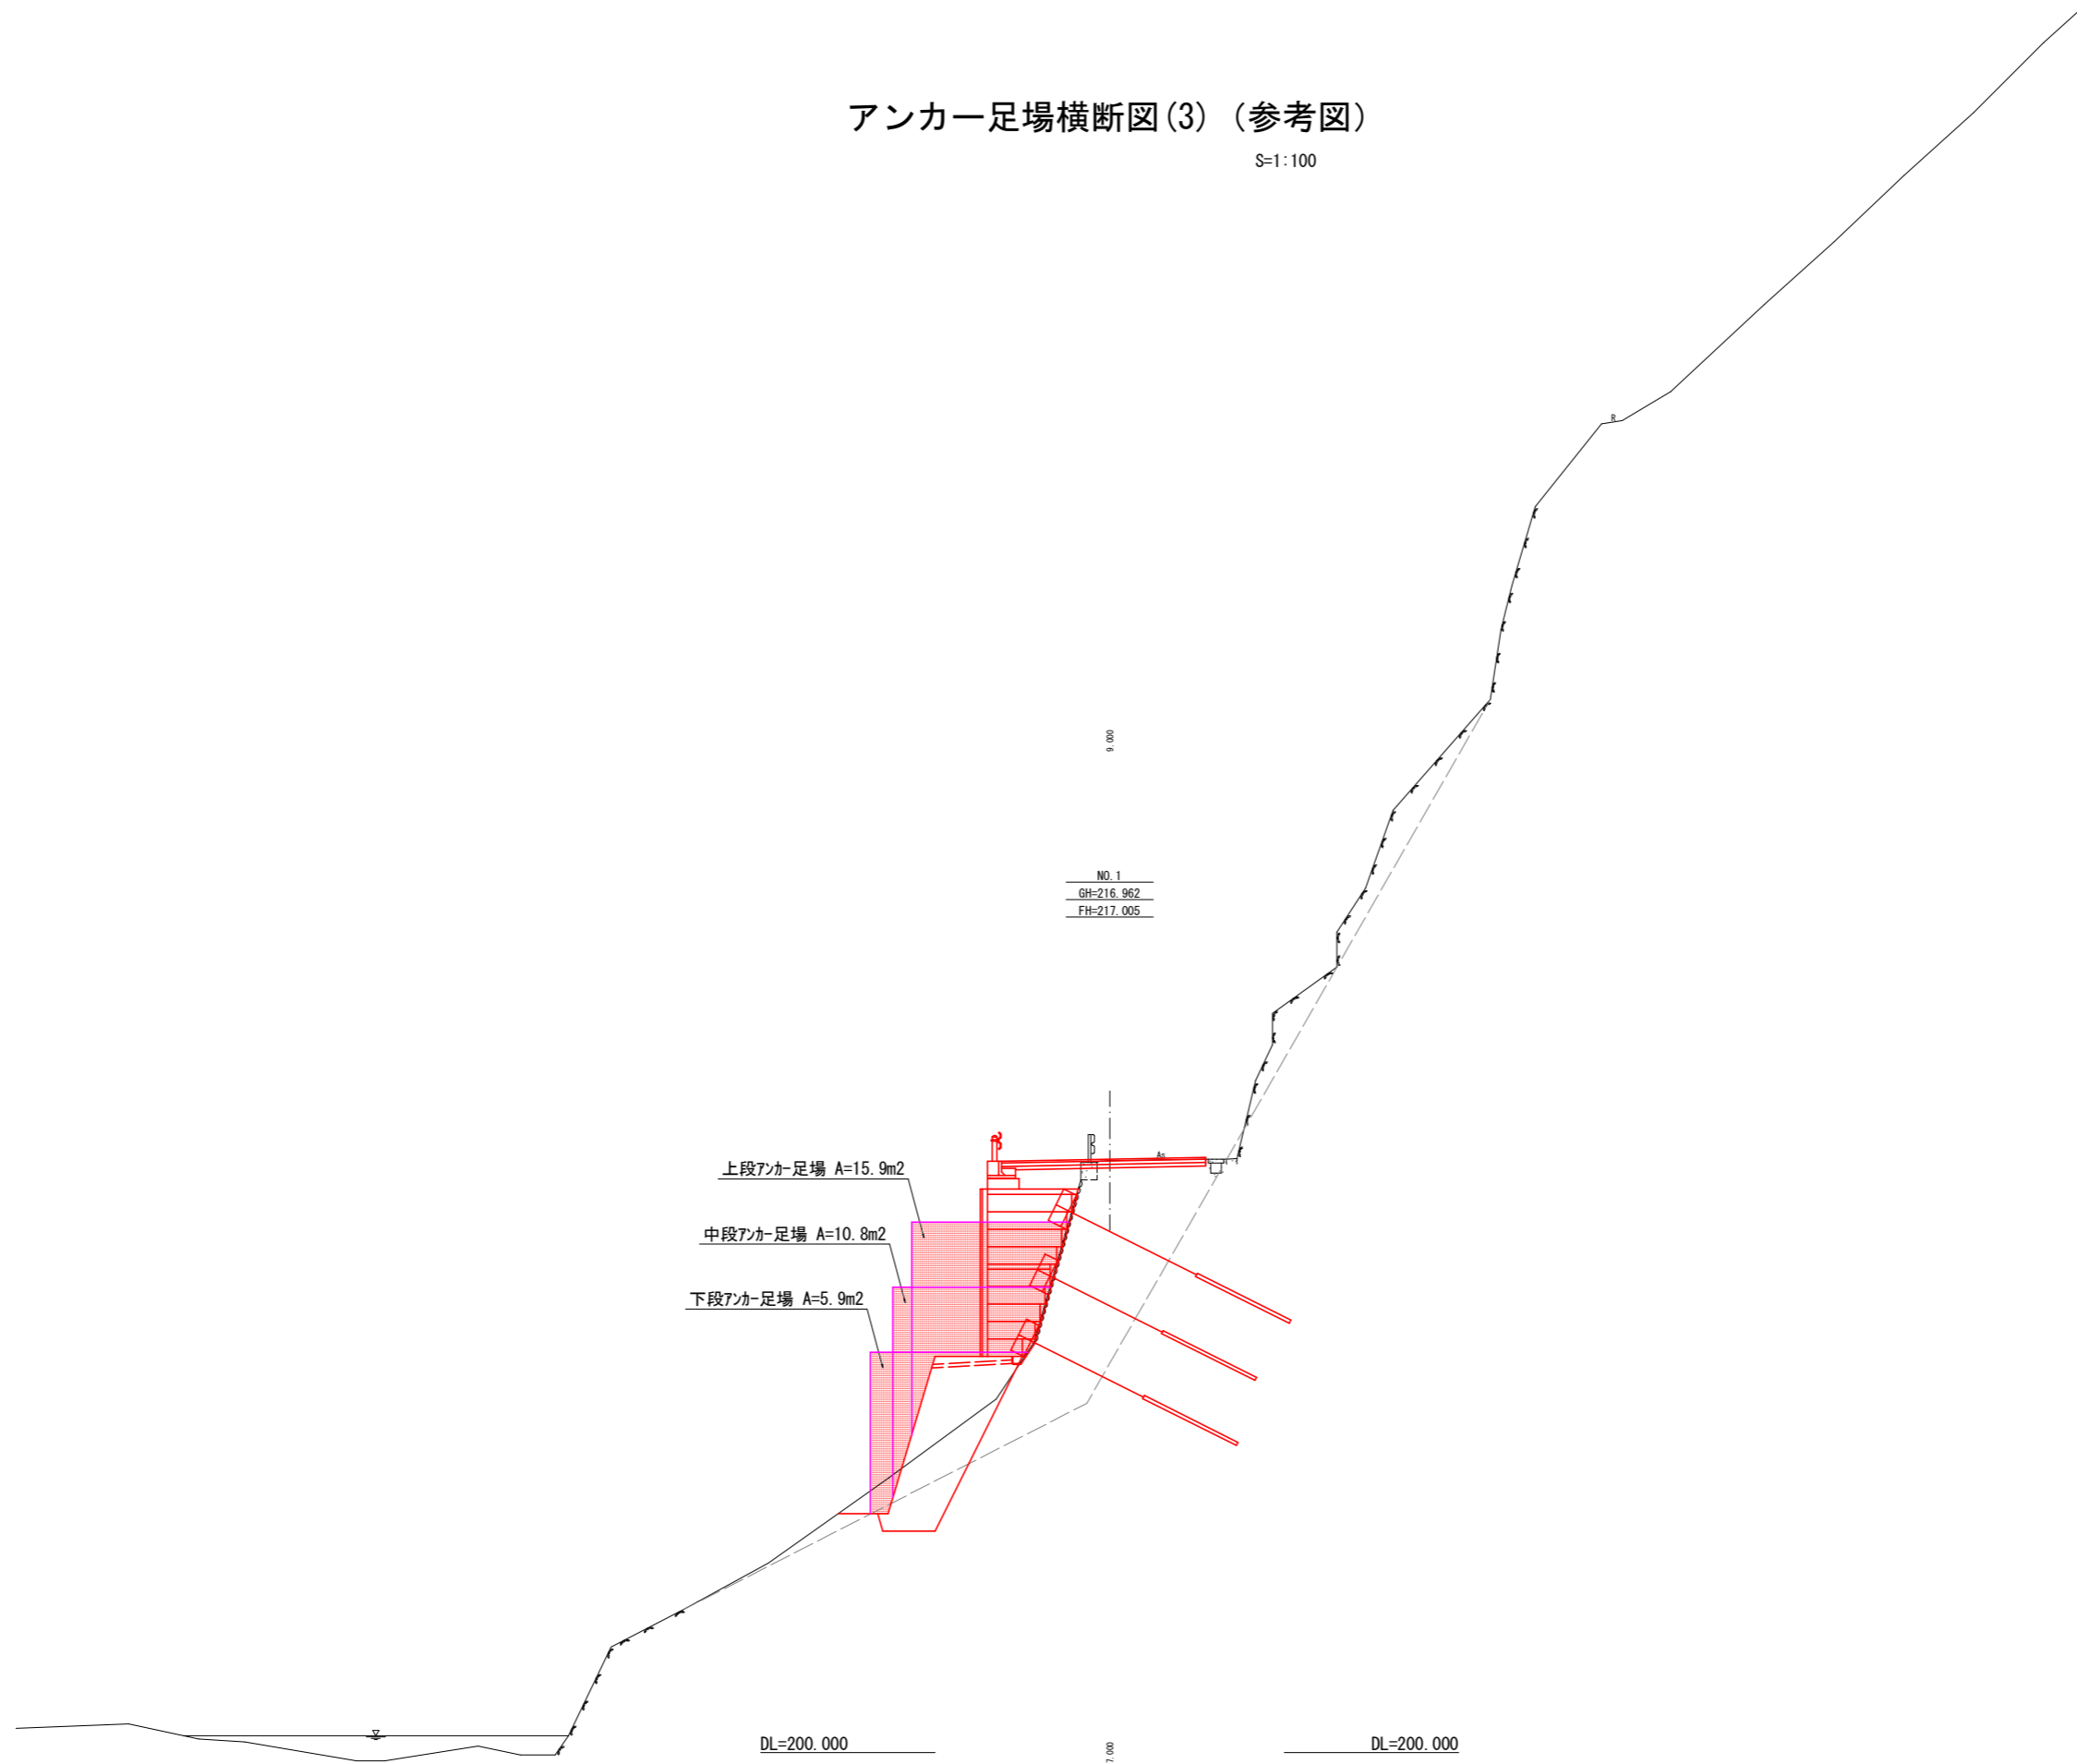 アンカー足場横断図(3)（参考図）
S=1:100
R
9.000
NO.1
GH=216.962
FH=217.005
As
上段ｱﾝｶｰ足場 A=15.9m2
中段ｱﾝｶｰ足場 A=10.8m2
下段ｱﾝｶｰ足場 A=5.9m2
DL=200.000
7.000
DL=200.000